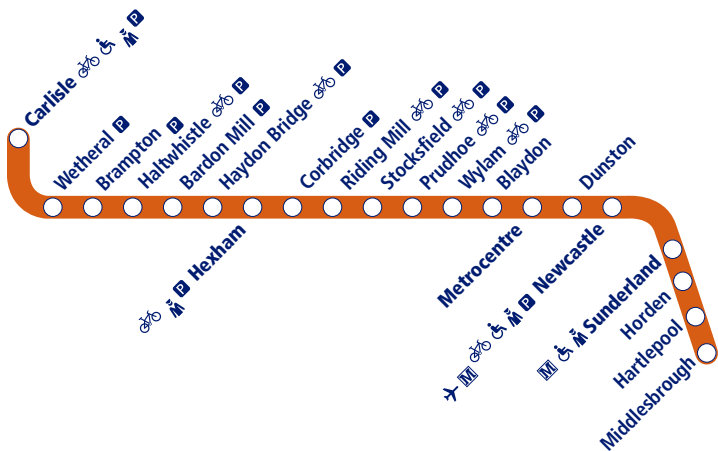 Carlisle P
Wetheral P
Brampton P
Haltwhistle P
Bardon Mill P
Haydon Bridge P
P Hexham
Corbridge P
Riding Mill P
Stocksfield P
Prudhoe P
Wylam P
Blaydon
Metrocentre
Dunston
M P Newcastle
M Sunderland
Horden
Hartlepool
Middlesbrough